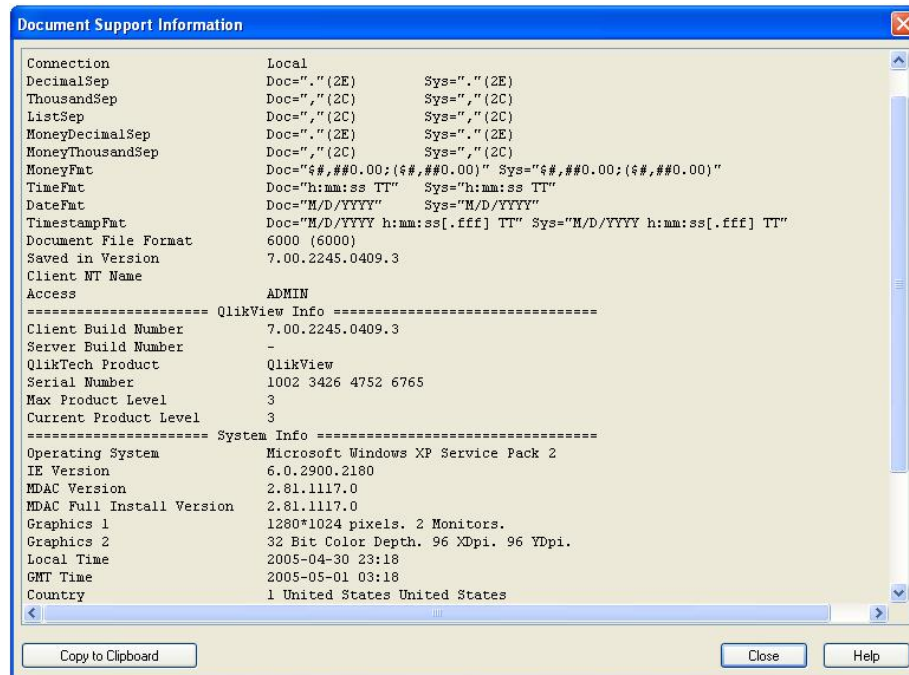 Document Support Information
Connection Local
DecimalSep Doc="."(2E) Sys="."(2E)
ThousandSep Doc=","(2C) Sys=","(2C)
ListSep Doc=","(2C) Sys=","(2C)
MoneyDecimalSep Doc="."(2E) Sys="."(2E)
MoneyThousandSep Doc=","(2C) Sys=","(2C)
MoneyFmt Doc="$#,##0.00;($#,##0.00)" Sys="$#,##0.00;($#,##0.00)"
TimeFmt Doc="h:mm:ss TT" Sys="h:mm:ss TT"
DateFmt Doc="M/D/YYYY" Sys="M/D/YYYY"
TimestampFmt Doc="M/D/YYYY h:mm:ss[.fff] TT" Sys="M/D/YYYY h:mm:ss[.fff] TT"
Document File Format 6000 (6000)
Saved in Version 7.00.2245.0409.3
Client NT Name
Access ADMIN
====================== QlikView Info ================================
Client Build Number 7.00.2245.0409.3
Server Build Number -
QlikTech Product QlikView
Serial Number 1002 3426 4752 6765
Max Product Level 3
Current Product Level 3
====================== System Info ==================================
Operating System Microsoft Windows XP Service Pack 2
IE Version 6.0.2900.2180
MDAC Version 2.81.1117.0
MDAC Full Install Version 2.81.1117.0
Graphics 1 1280*1024 pixels. 2 Monitors.
Graphics 2 32 Bit Color Depth. 96 XDpi. 96 YDpi.
Local Time 2005-04-30 23:18
GMT Time 2005-05-01 03:18
Country 1 United States United States
Copy to Clipboard Close Help